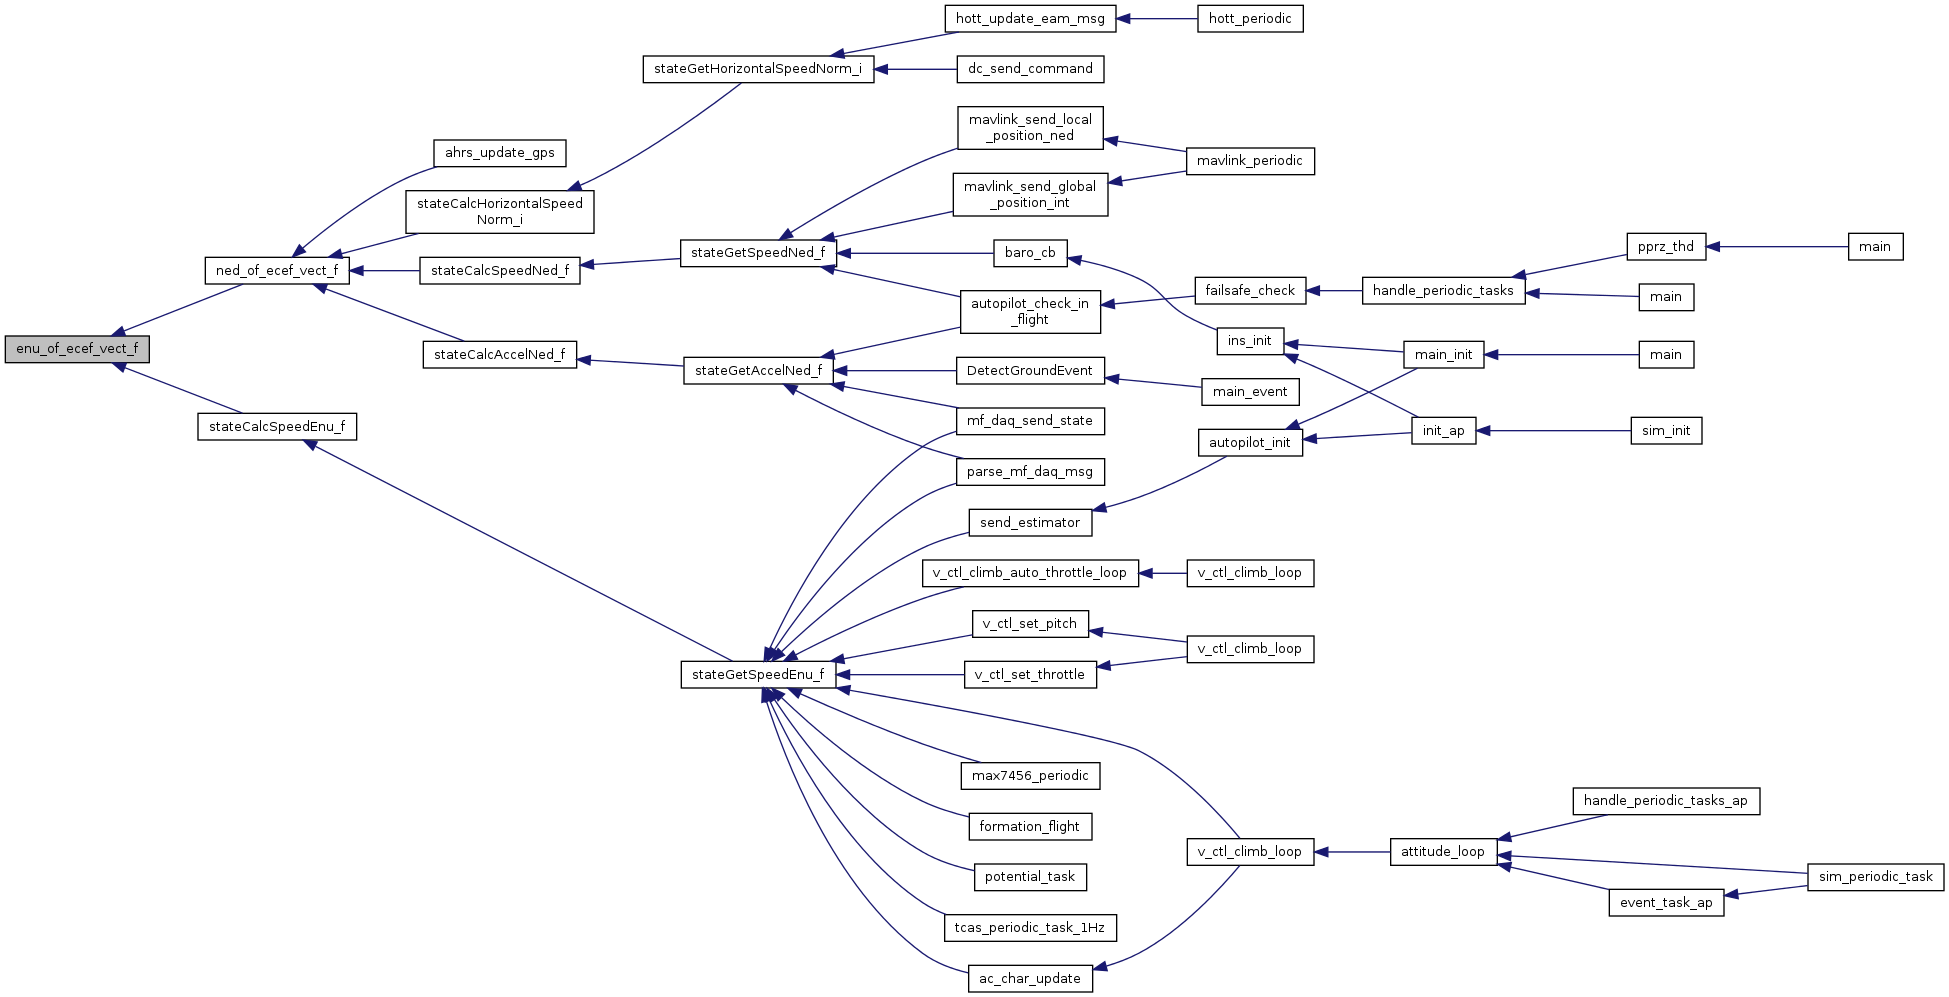 hott_update_eam_msg
hott_periodic
stateGetHorizontalSpeedNorm_i
dc_send_command
mavlink_send_local
_position_ned
ahrs_update_gps
mavlink_periodic
mavlink_send_global
_position_int
stateCalcHorizontalSpeed
Norm_i
stateGetSpeedNed_f
baro_cb
pprz_thd
main
ned_of_ecef_vect_f
stateCalcSpeedNed_f
autopilot_check_in
_flight
failsafe_check
handle_periodic_tasks
main
enu_of_ecef_vect_f
stateCalcAccelNed_f
ins_init
main_init
main
stateGetAccelNed_f
DetectGroundEvent
main_event
stateCalcSpeedEnu_f
mf_daq_send_state
autopilot_init
init_ap
sim_init
parse_mf_daq_msg
send_estimator
v_ctl_climb_auto_throttle_loop
v_ctl_climb_loop
v_ctl_set_pitch
v_ctl_climb_loop
stateGetSpeedEnu_f
v_ctl_set_throttle
max7456_periodic
formation_flight
handle_periodic_tasks_ap
v_ctl_climb_loop
attitude_loop
potential_task
sim_periodic_task
event_task_ap
tcas_periodic_task_1Hz
ac_char_update